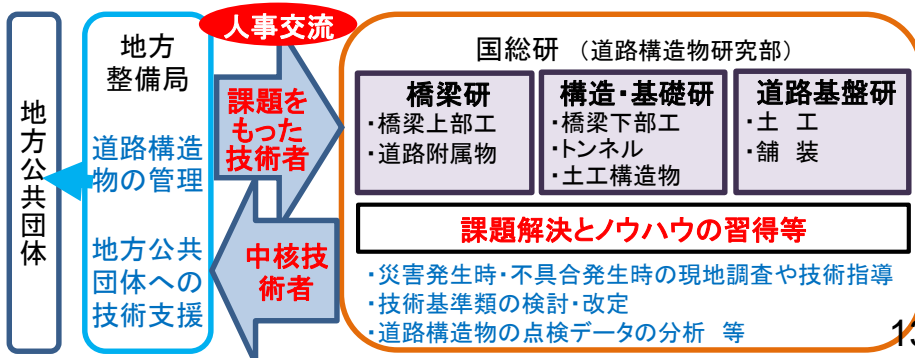 人事交流
地方公共団体
地方
整備局
道路構造
物の管理
地方公共
団体への
技術支援
課題を
もった
技術者
中核技
術者
国総研 （道路構造物研究部）
橋梁研
・橋梁上部工
・道路附属物
構造・基礎研
・橋梁下部工
・トンネル
・土工構造物
道路基盤研
・土 工
・舗 装
課題解決とノウハウの習得等
・災害発生時・不具合発生時の現地調査や技術指導
・技術基準類の検討・改定
・道路構造物の点検データの分析 等